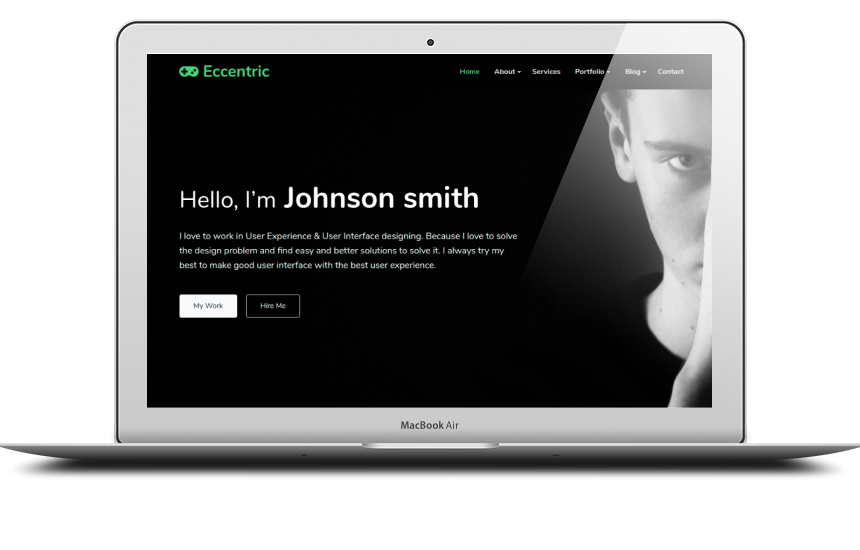 Eccentric
Home About Services Portfolio Blog Contact
Hello, I'm Johnson smith
I love to work in User Experience & User Interface designing. Because I love to solve
the design problem and find easy and better solutions to solve it. I always try my
best to make good user interface with the best user experience.
My Work Hire Me
MacBook Air